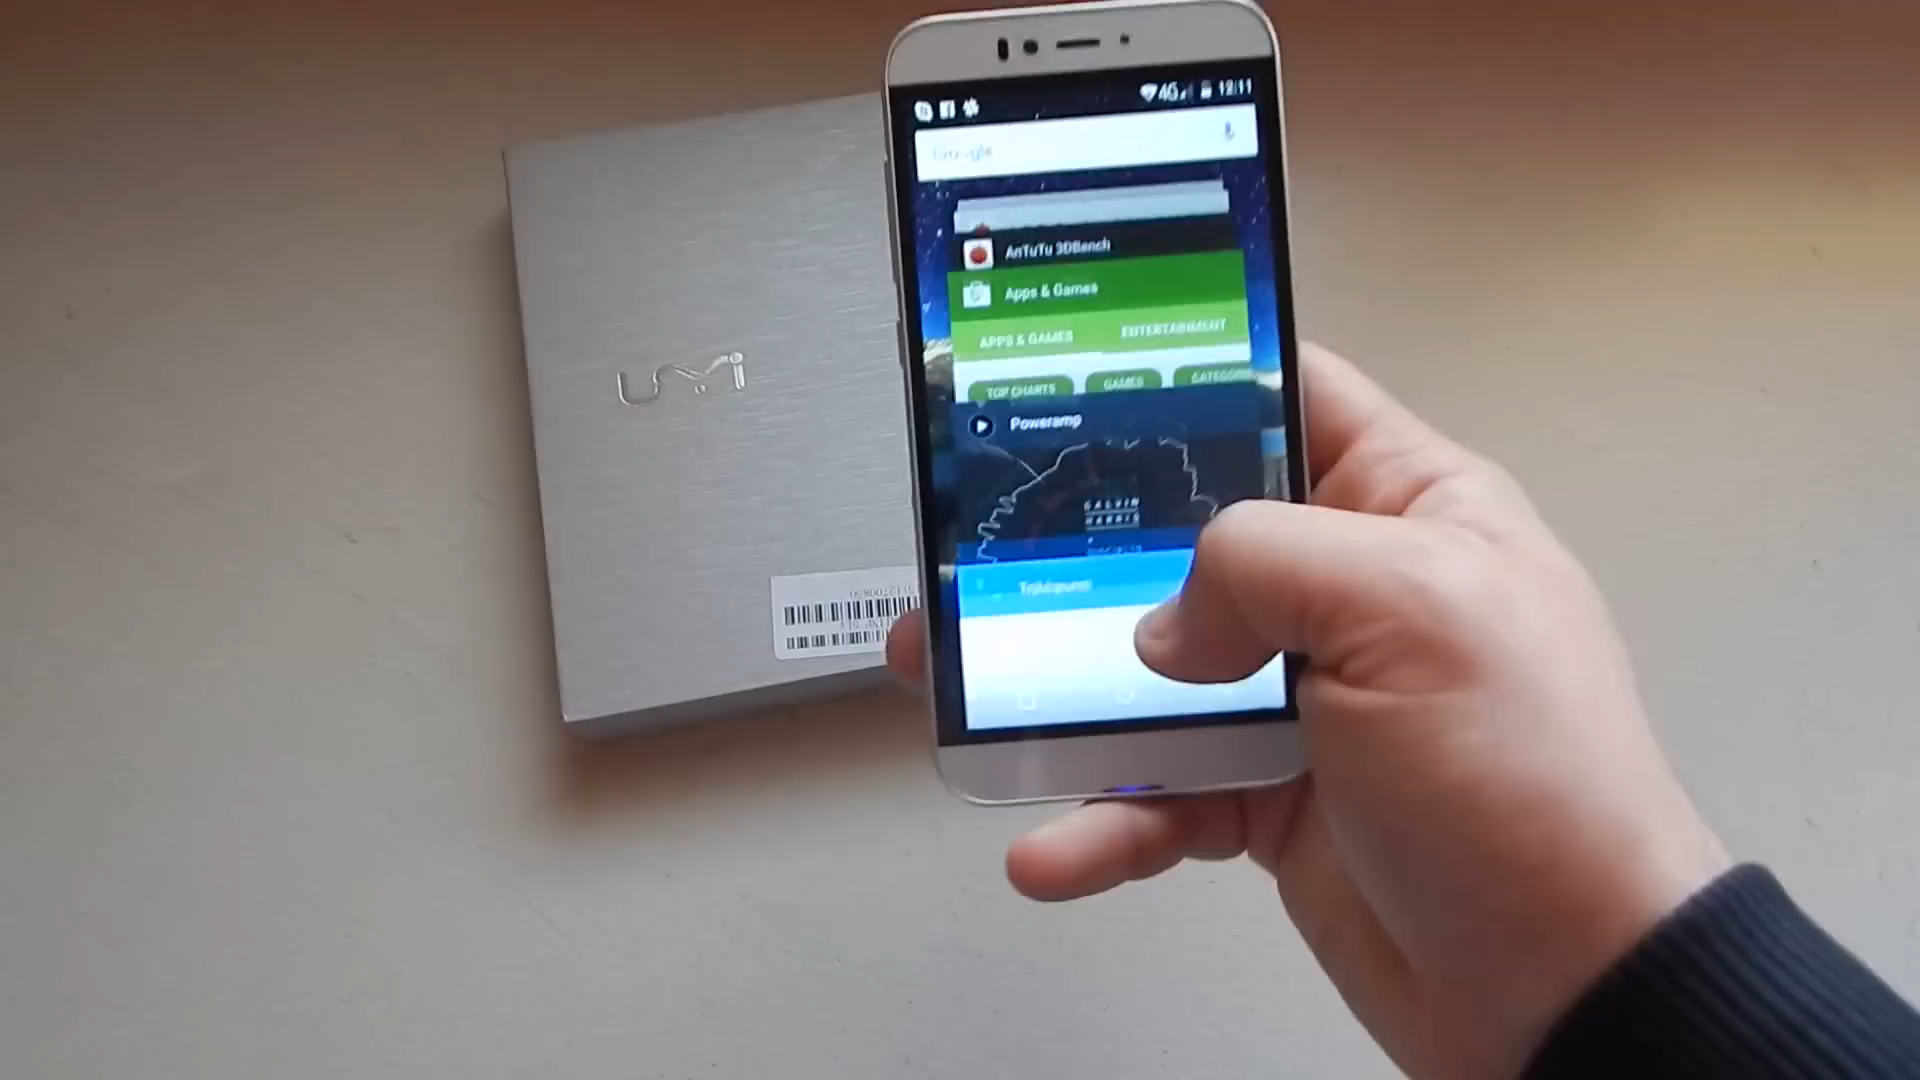 12:11
4G
Google
AnTuTu 3DBench
Apps & Games
APPS & GAMES
ENTERTAINMENT
TOP CHARTS
GAMES
Poweramp
CALVIN
HARRIS
UMi